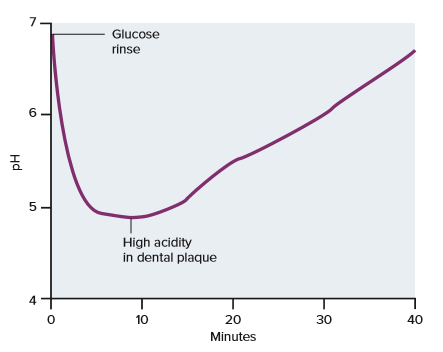 7
Glucose
rinse
6
pH
5
High acidity
in dental plaque
4
0 10 20 30 40
Minutes